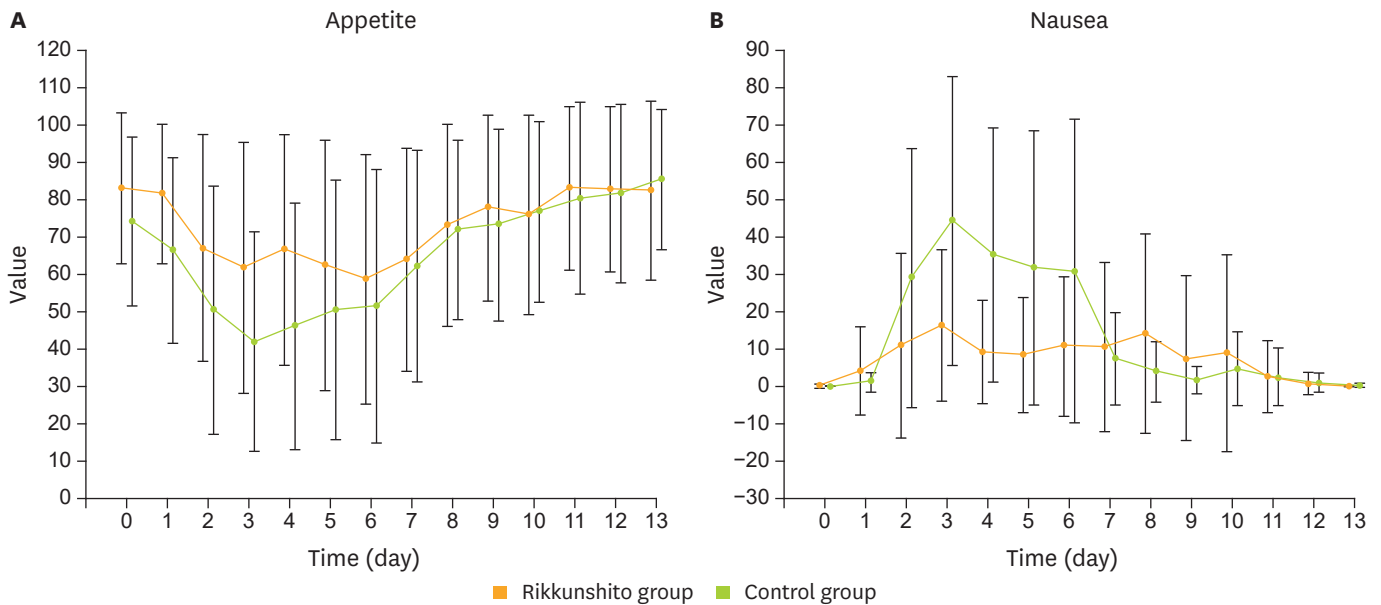 A
Appetite
120
110
100
90
80
70
60
50
40
30
20
10
0
Value
0 1 2 3 4 5 6 7 8 9 10 11 12 13
Time (day)
B
Nausea
90
80
70
60
50
40
30
20
10
0
−10
−20
−30
Value
0 1 2 3 4 5 6 7 8 9 10 11 12 13
Time (day)
Rikkunshito group Control group